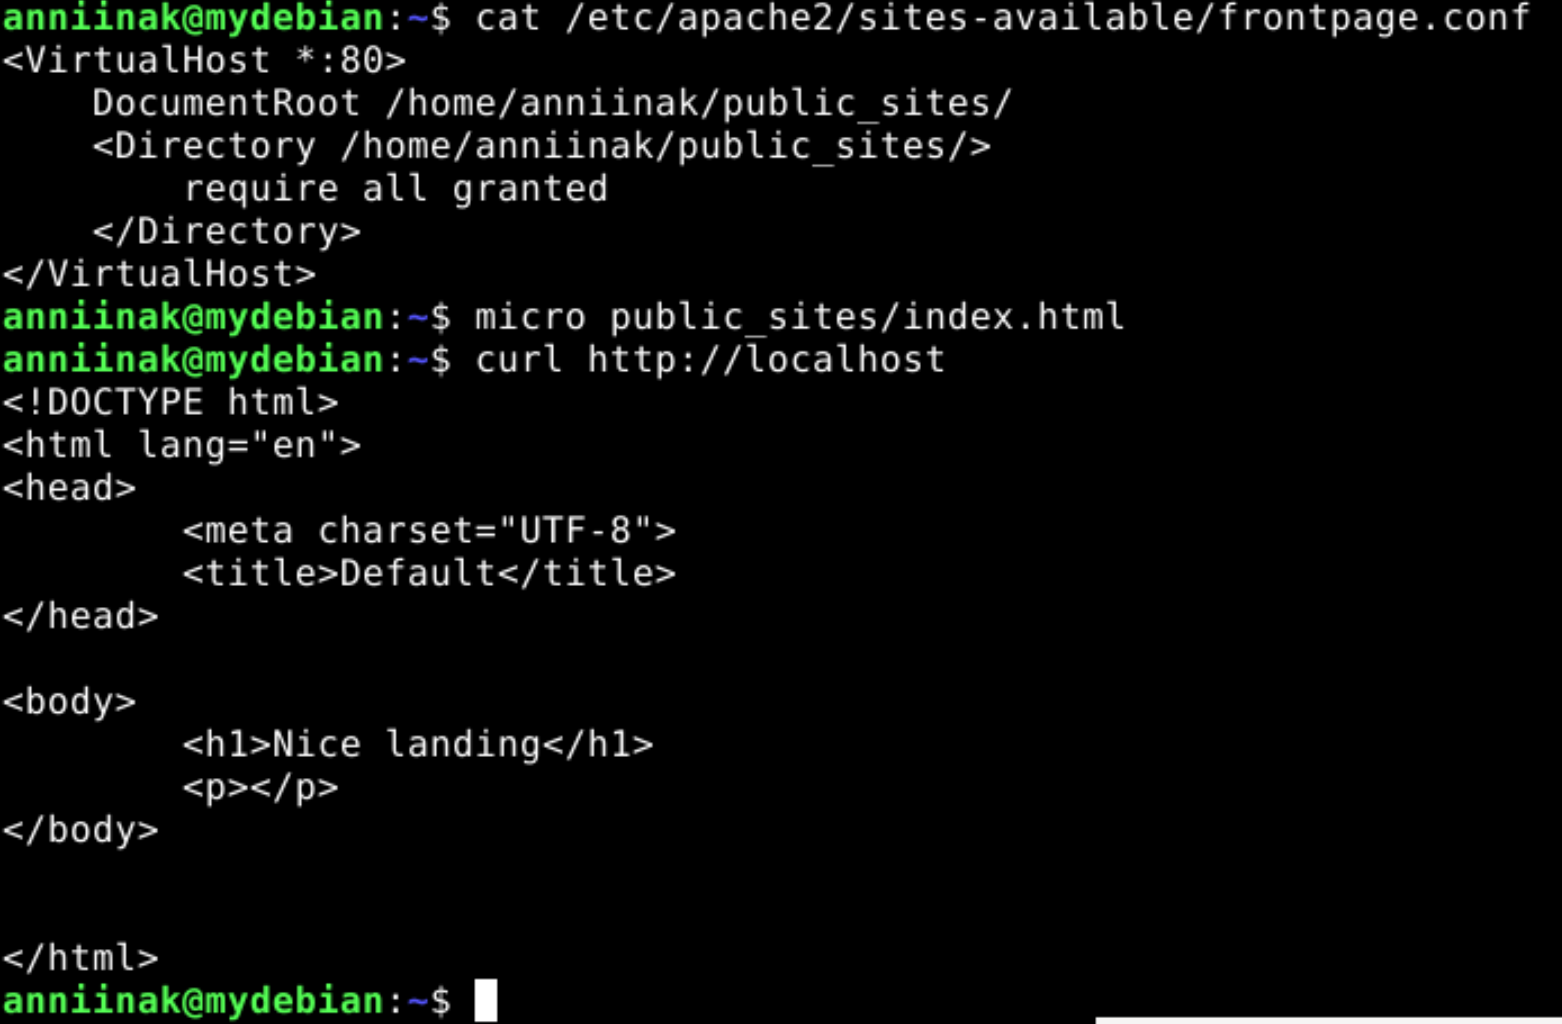 anniinak@mydebian:~$ cat /etc/apache2/sites-available/frontpage.conf
<VirtualHost *:80>
    DocumentRoot /home/anniinak/public_sites/
    <Directory /home/anniinak/public_sites/>
        require all granted
    </Directory>
</VirtualHost>
anniinak@mydebian:~$ micro public_sites/index.html
anniinak@mydebian:~$ curl http://localhost
<!DOCTYPE html>
<html lang="en">
<head>
        <meta charset="UTF-8">
        <title>Default</title>
</head>

<body>
        <h1>Nice landing</h1>
        <p></p>
</body>


</html>
anniinak@mydebian:~$